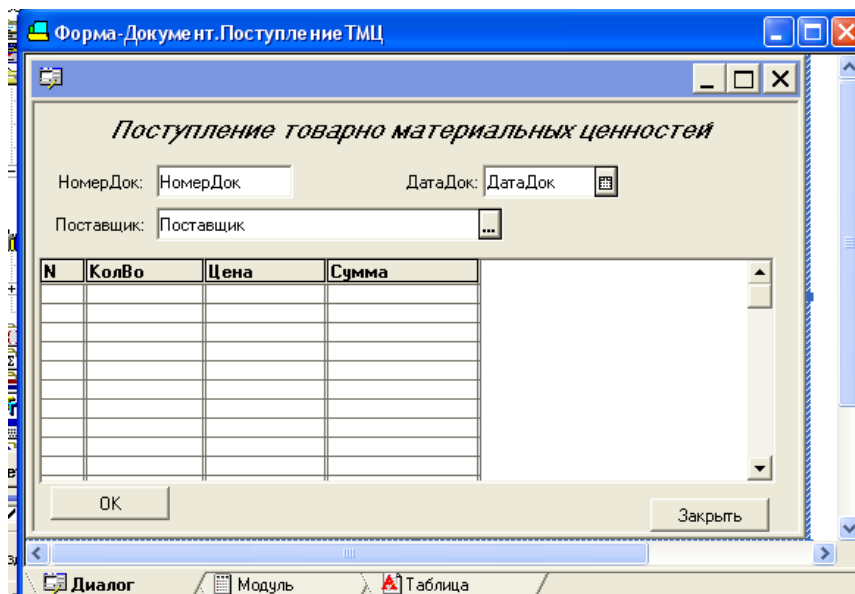 Форма-Документ.ПоступлениеТМЦ
Поступление товарно материальных ценностей
НомерДок: НомерДок ДатаДок: ДатаДок
Поставщик: Поставщик ...
N КолВо Цена Сумма
ОК
Закрыть
Диалог Модуль Таблица